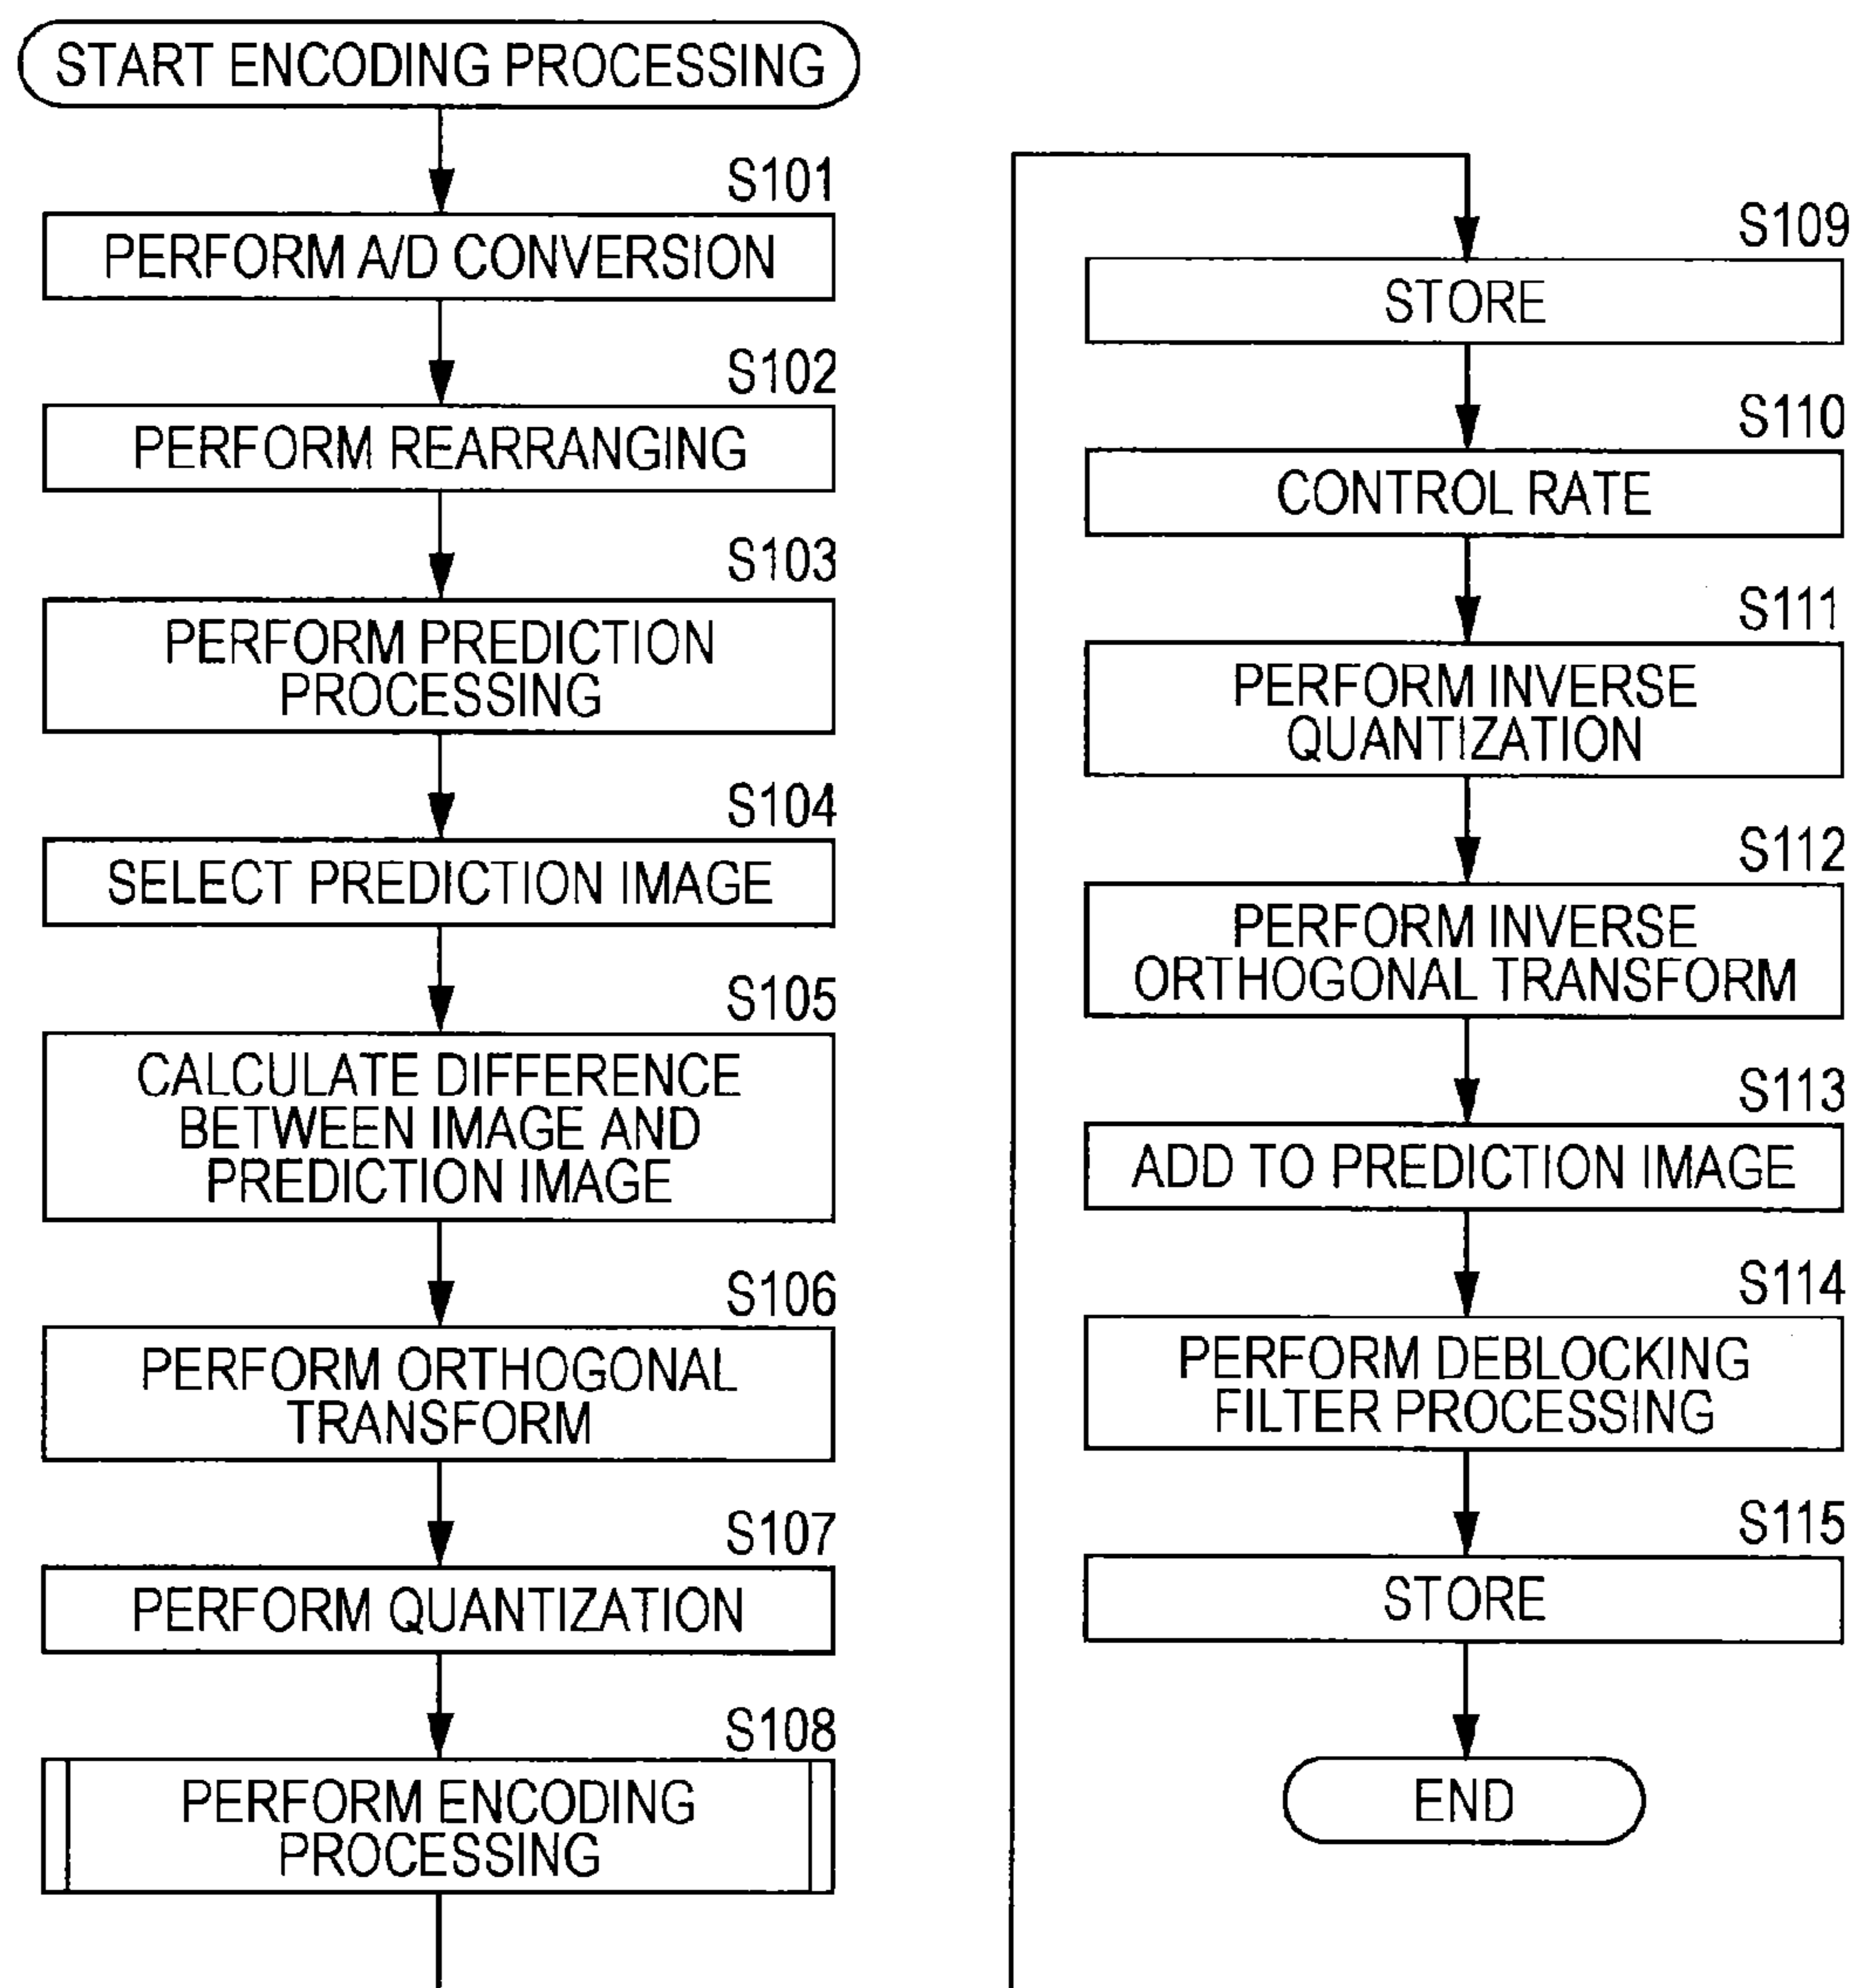 START ENCODING PROCESSING
S101
PERFORM A/D CONVERSION
S102
PERFORM REARRANGING
S103
PERFORM PREDICTION
PROCESSING
S104
SELECT PREDICTION IMAGE
S105
CALCULATE DIFFERENCE
BETWEEN IMAGE AND
PREDICTION IMAGE
S106
PERFORM ORTHOGONAL
TRANSFORM
S107
PERFORM QUANTIZATION
S108
PERFORM ENCODING
PROCESSING
S109
STORE
S110
CONTROL RATE
S111
PERFORM INVERSE
QUANTIZATION
S112
PERFORM INVERSE
ORTHOGONAL TRANSFORM
S113
ADD TO PREDICTION IMAGE
S114
PERFORM DEBLOCKING
FILTER PROCESSING
S115
STORE
END